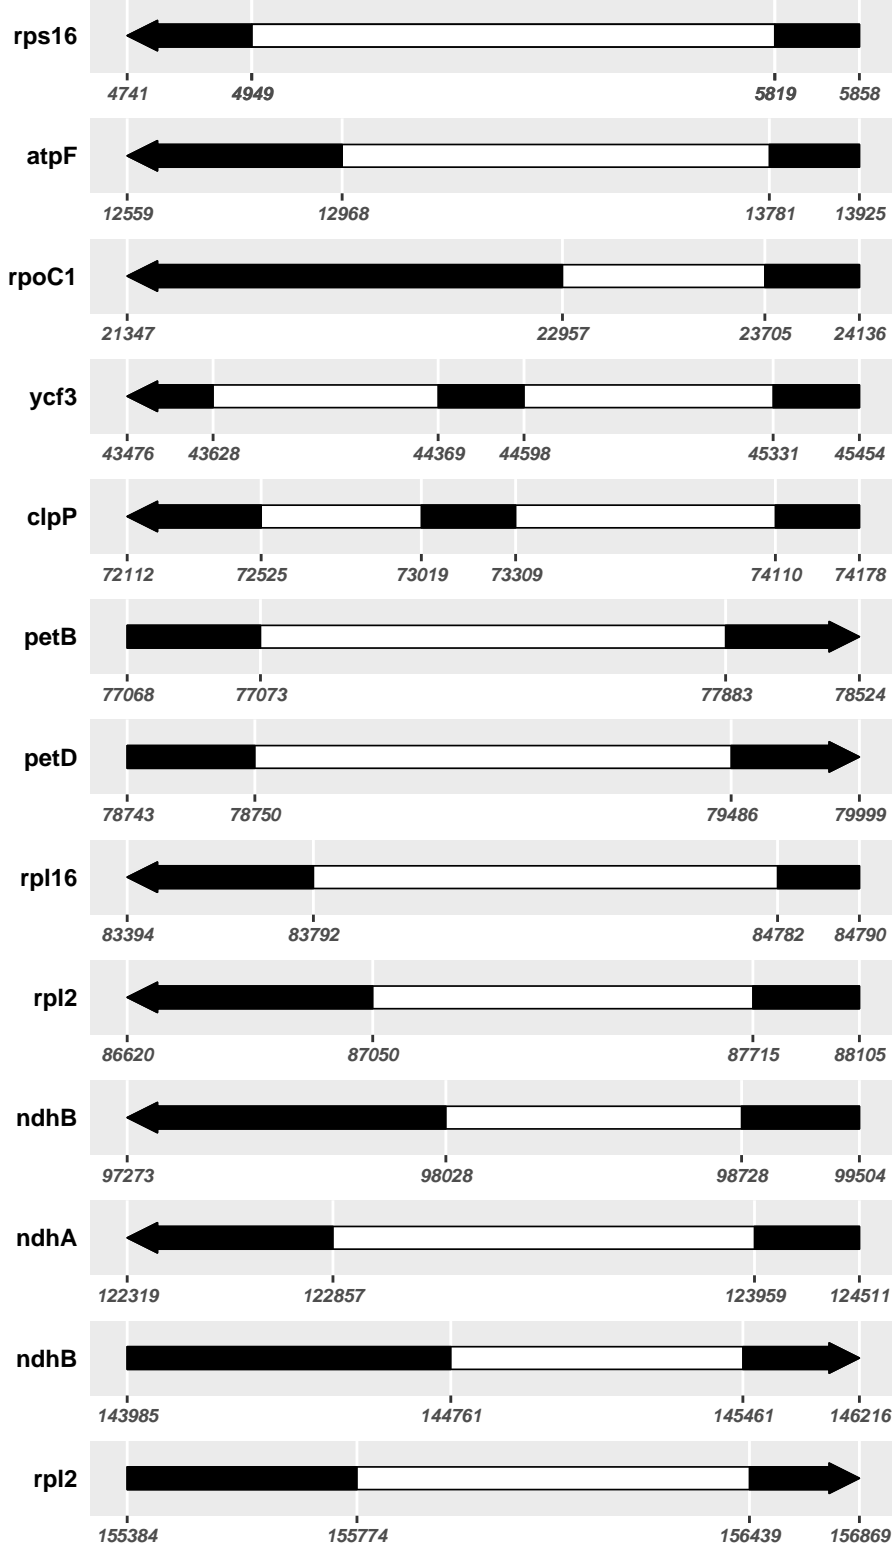 rps16
4741 4949 5819 5858
atpF
12559 12968 13781 13925
rpoC1
21347 22957 23705 24136
ycf3
43476 43628 44369 44598 45331 45454
clpP
72112 72525 73019 73309 74110 74178
petB
77068 77073 77883 78524
petD
78743 78750 79486 79999
rpl16
83394 83792 84782 84790
rpl2
86620 87050 87715 88105
ndhB
97273 98028 98728 99504
ndhA
122319 122857 123959 124511
ndhB
143985 144761 145461 146216
rpl2
155384 155774 156439 156869